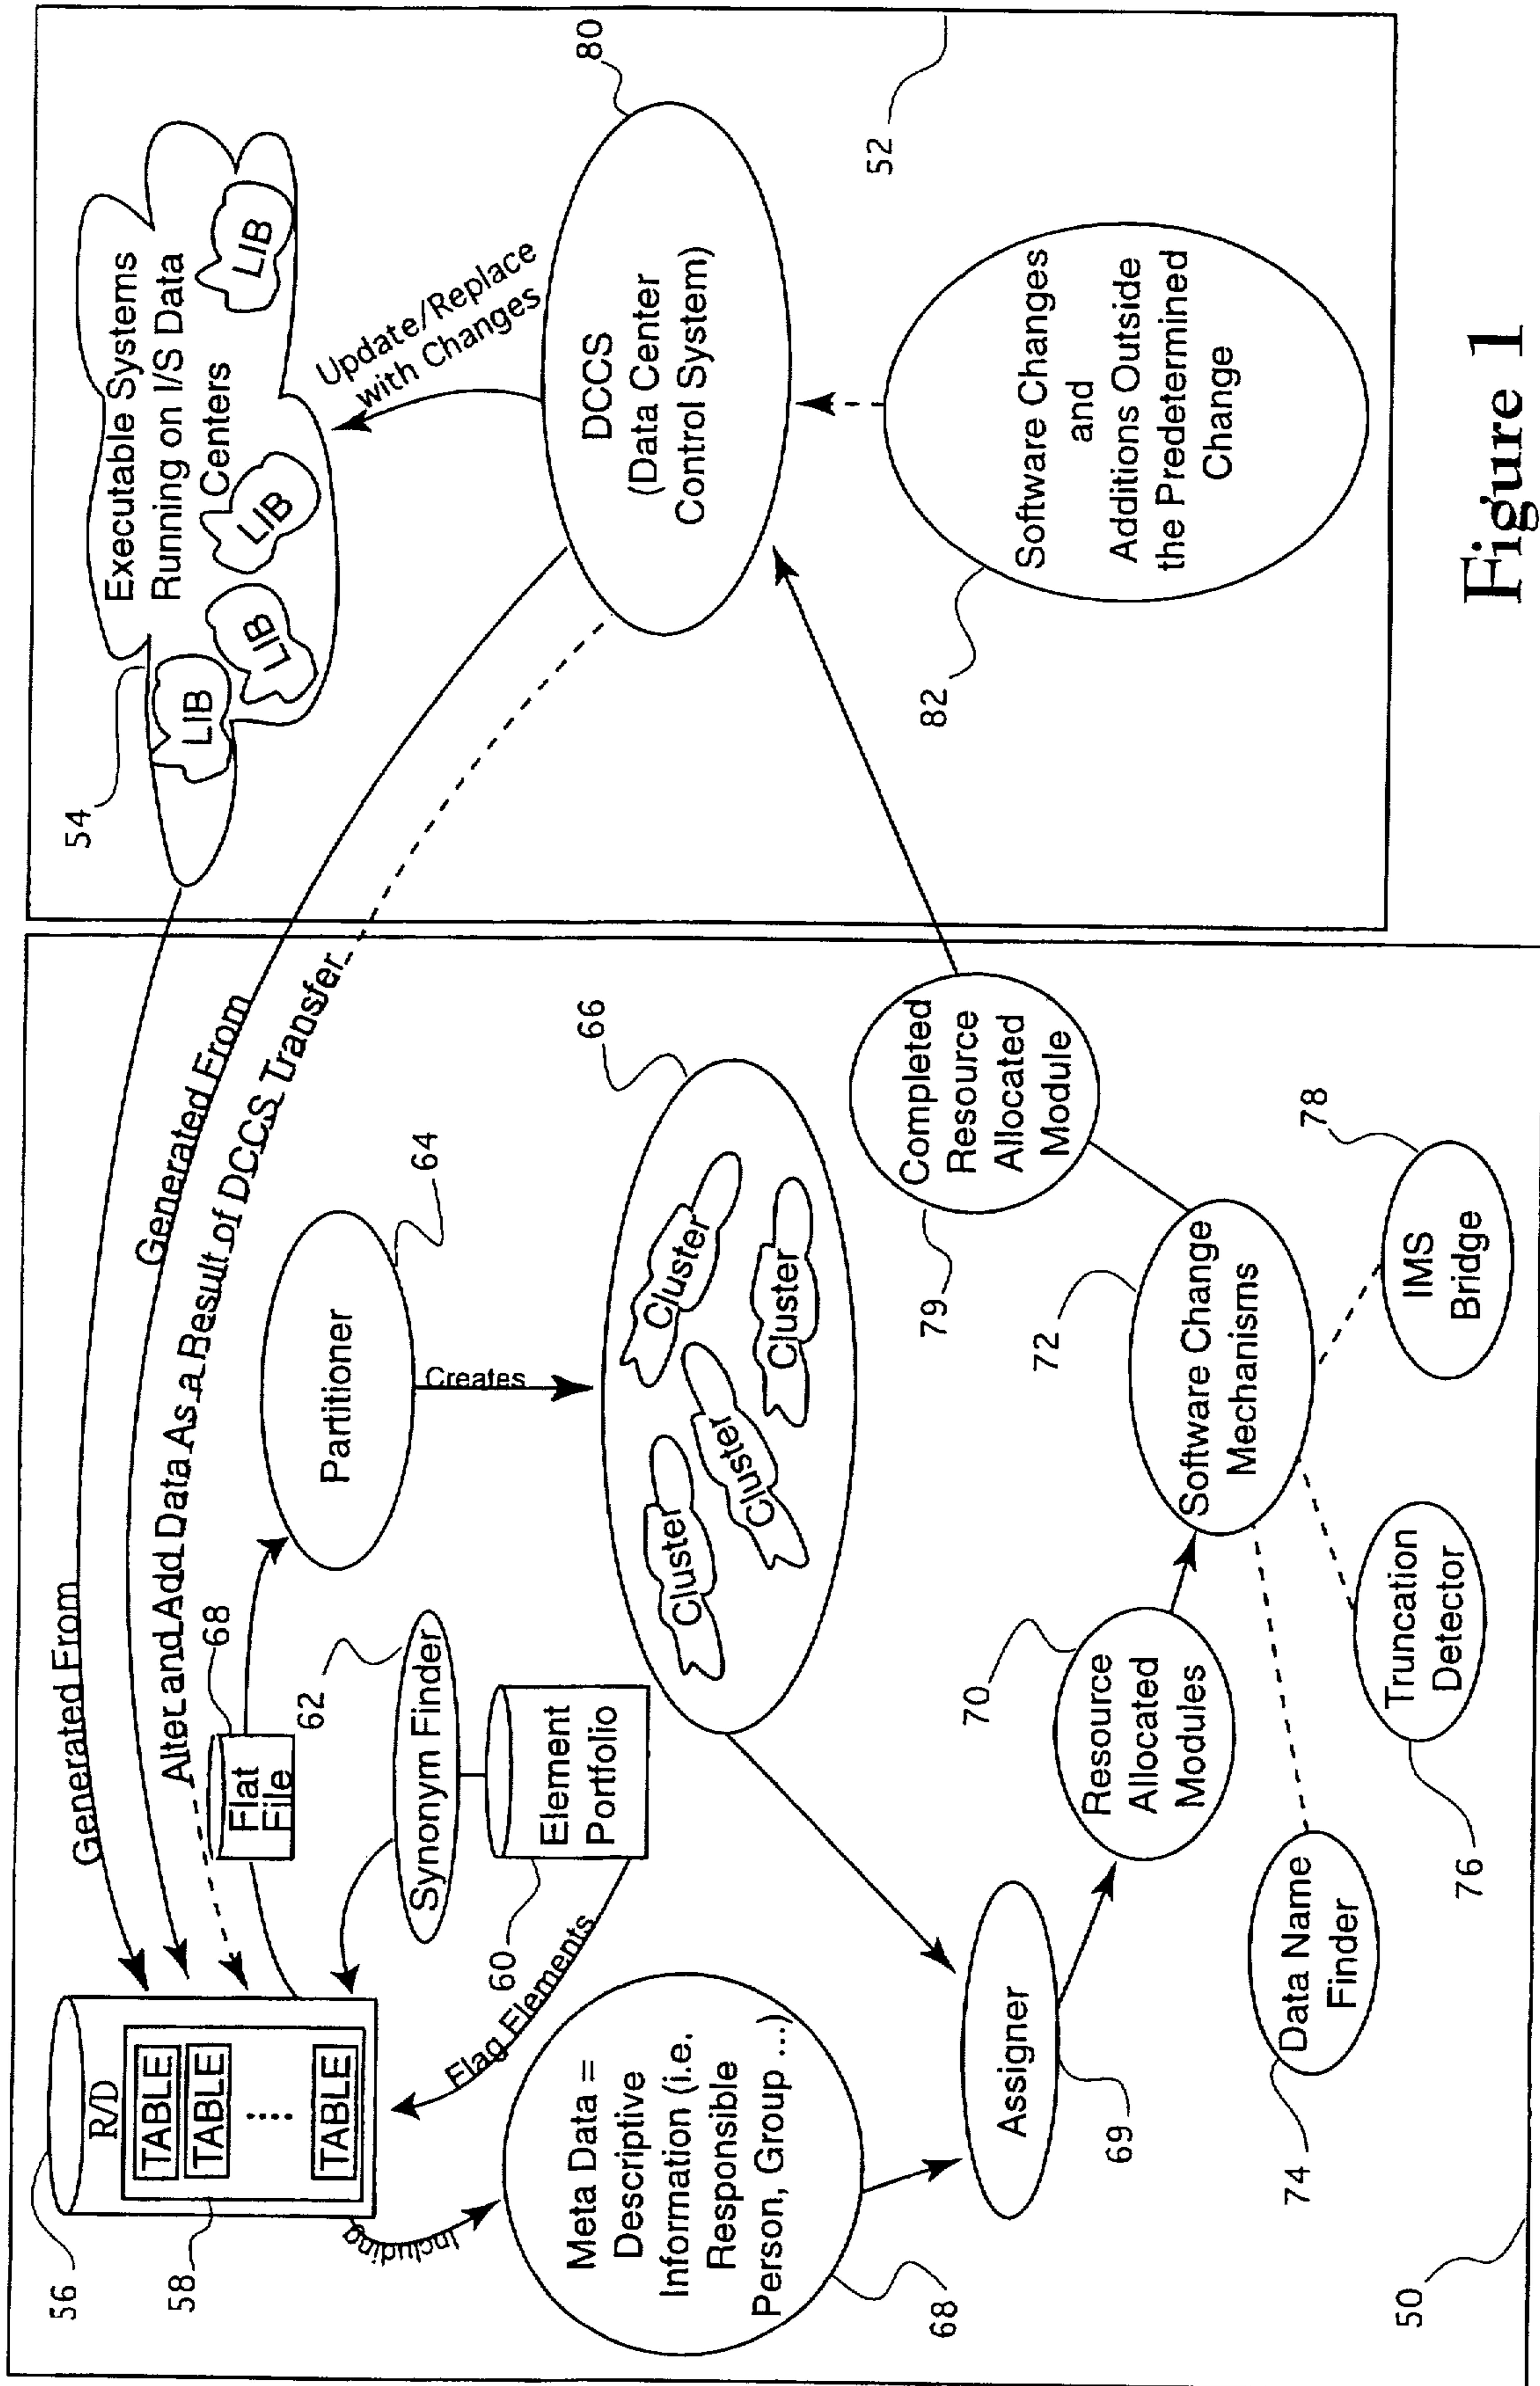 56
R/D
TABLE
TABLE
TABLE
58
Including
Generated From
Generated From
Alter and Add Data As a Result of DCCS Transfer
68
Flat
File
62
Synonym Finder
60
Element
Portfolio
Flag Elements
Partitioner
64
Creates
66
Cluster
Cluster
Cluster
Cluster
Meta Data =
Descriptive
Information (i.e.
Responsible
Person, Group ...)
68
Assigner
69
70
Resource
Allocated
Modules
72
Software Change
Mechanisms
79
Completed
Resource
Allocated
Module
74
Data Name
Finder
76
Truncation
Detector
78
IMS
Bridge
50
54
Executable Systems
Running on I/S Data
Centers
LIB
LIB
LIB
LIB
Update/Replace
with Changes
80
DCCS
(Data Center
Control System)
52
82
Software Changes
and
Additions Outside
the Predetermined
Change
Figure 1